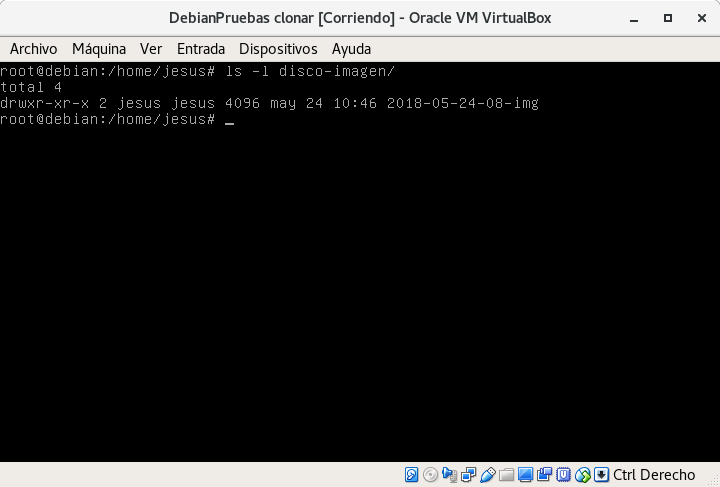 DebianPruebas clonar [Corriendo] - Oracle VM VirtualBox
Archivo Máquina Ver Entrada Dispositivos Ayuda
root@debian:/home/jesus# ls -l disco-imagen/
total 4
drwxr-xr-x 2 jesus jesus 4096 may 24 10:46 2018-05-24-08-img
root@debian:/home/jesus# _
Ctrl Derecho